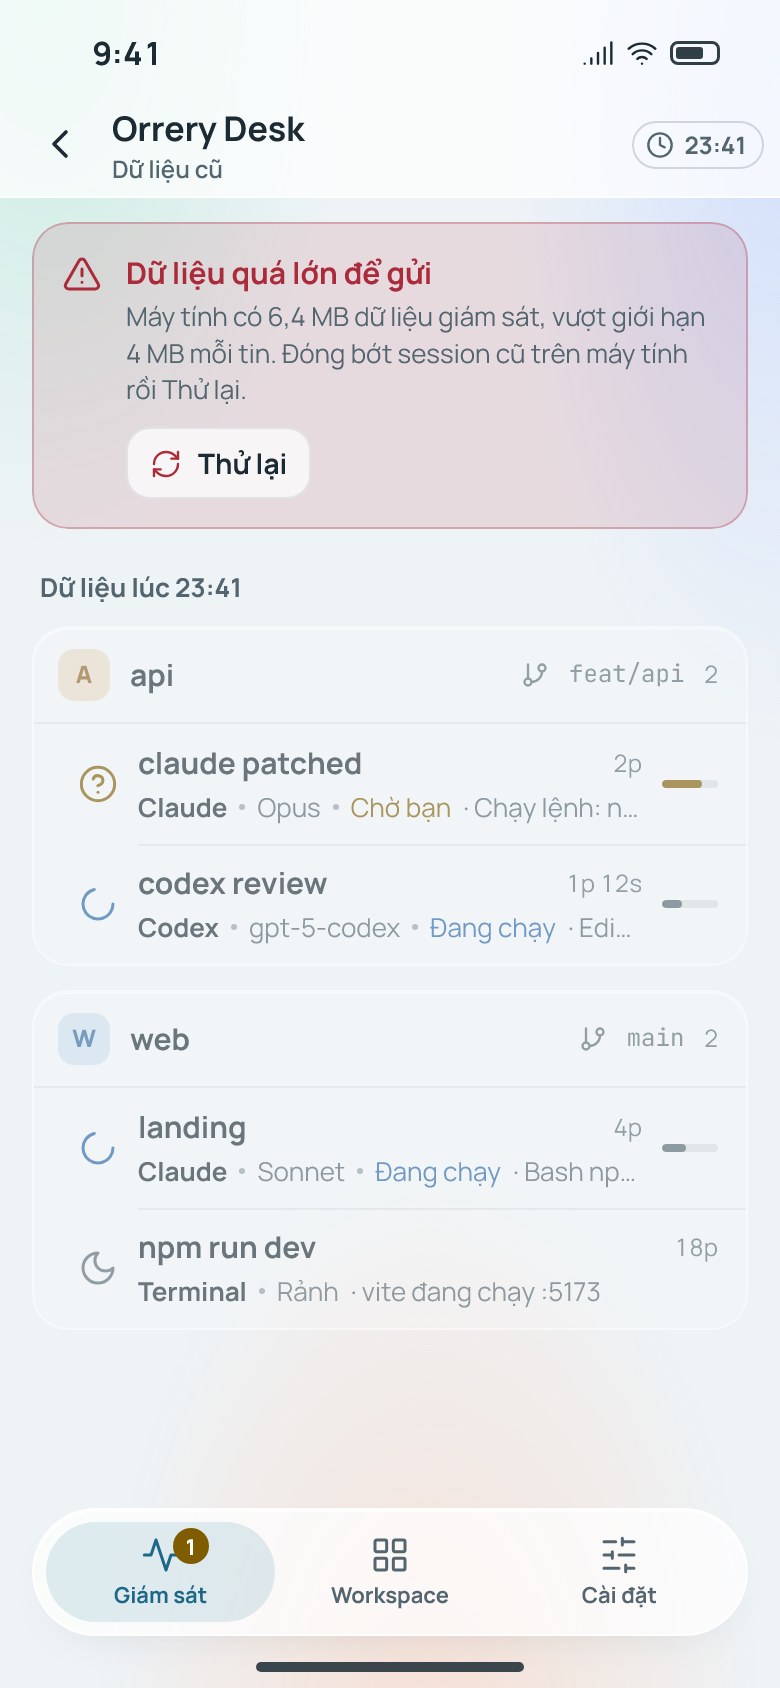 9:41
Orrery Desk
Dữ liệu cũ
23:41
Dữ liệu quá lớn để gửi
Máy tính có 6,4 MB dữ liệu giám sát, vượt giới hạn
4 MB mỗi tin. Đóng bớt session cũ trên máy tính
rồi Thử lại.
Thử lại
Dữ liệu lúc 23:41
A api feat/api 2
claude patched 2p
Claude • Opus • Chờ bạn · Chạy lệnh: n…
codex review 1p 12s
Codex • gpt-5-codex • Đang chạy · Edi…
W web main 2
landing 4p
Claude • Sonnet • Đang chạy · Bash np…
npm run dev 18p
Terminal • Rảnh · vite đang chạy :5173
1
Giám sát Workspace Cài đặt